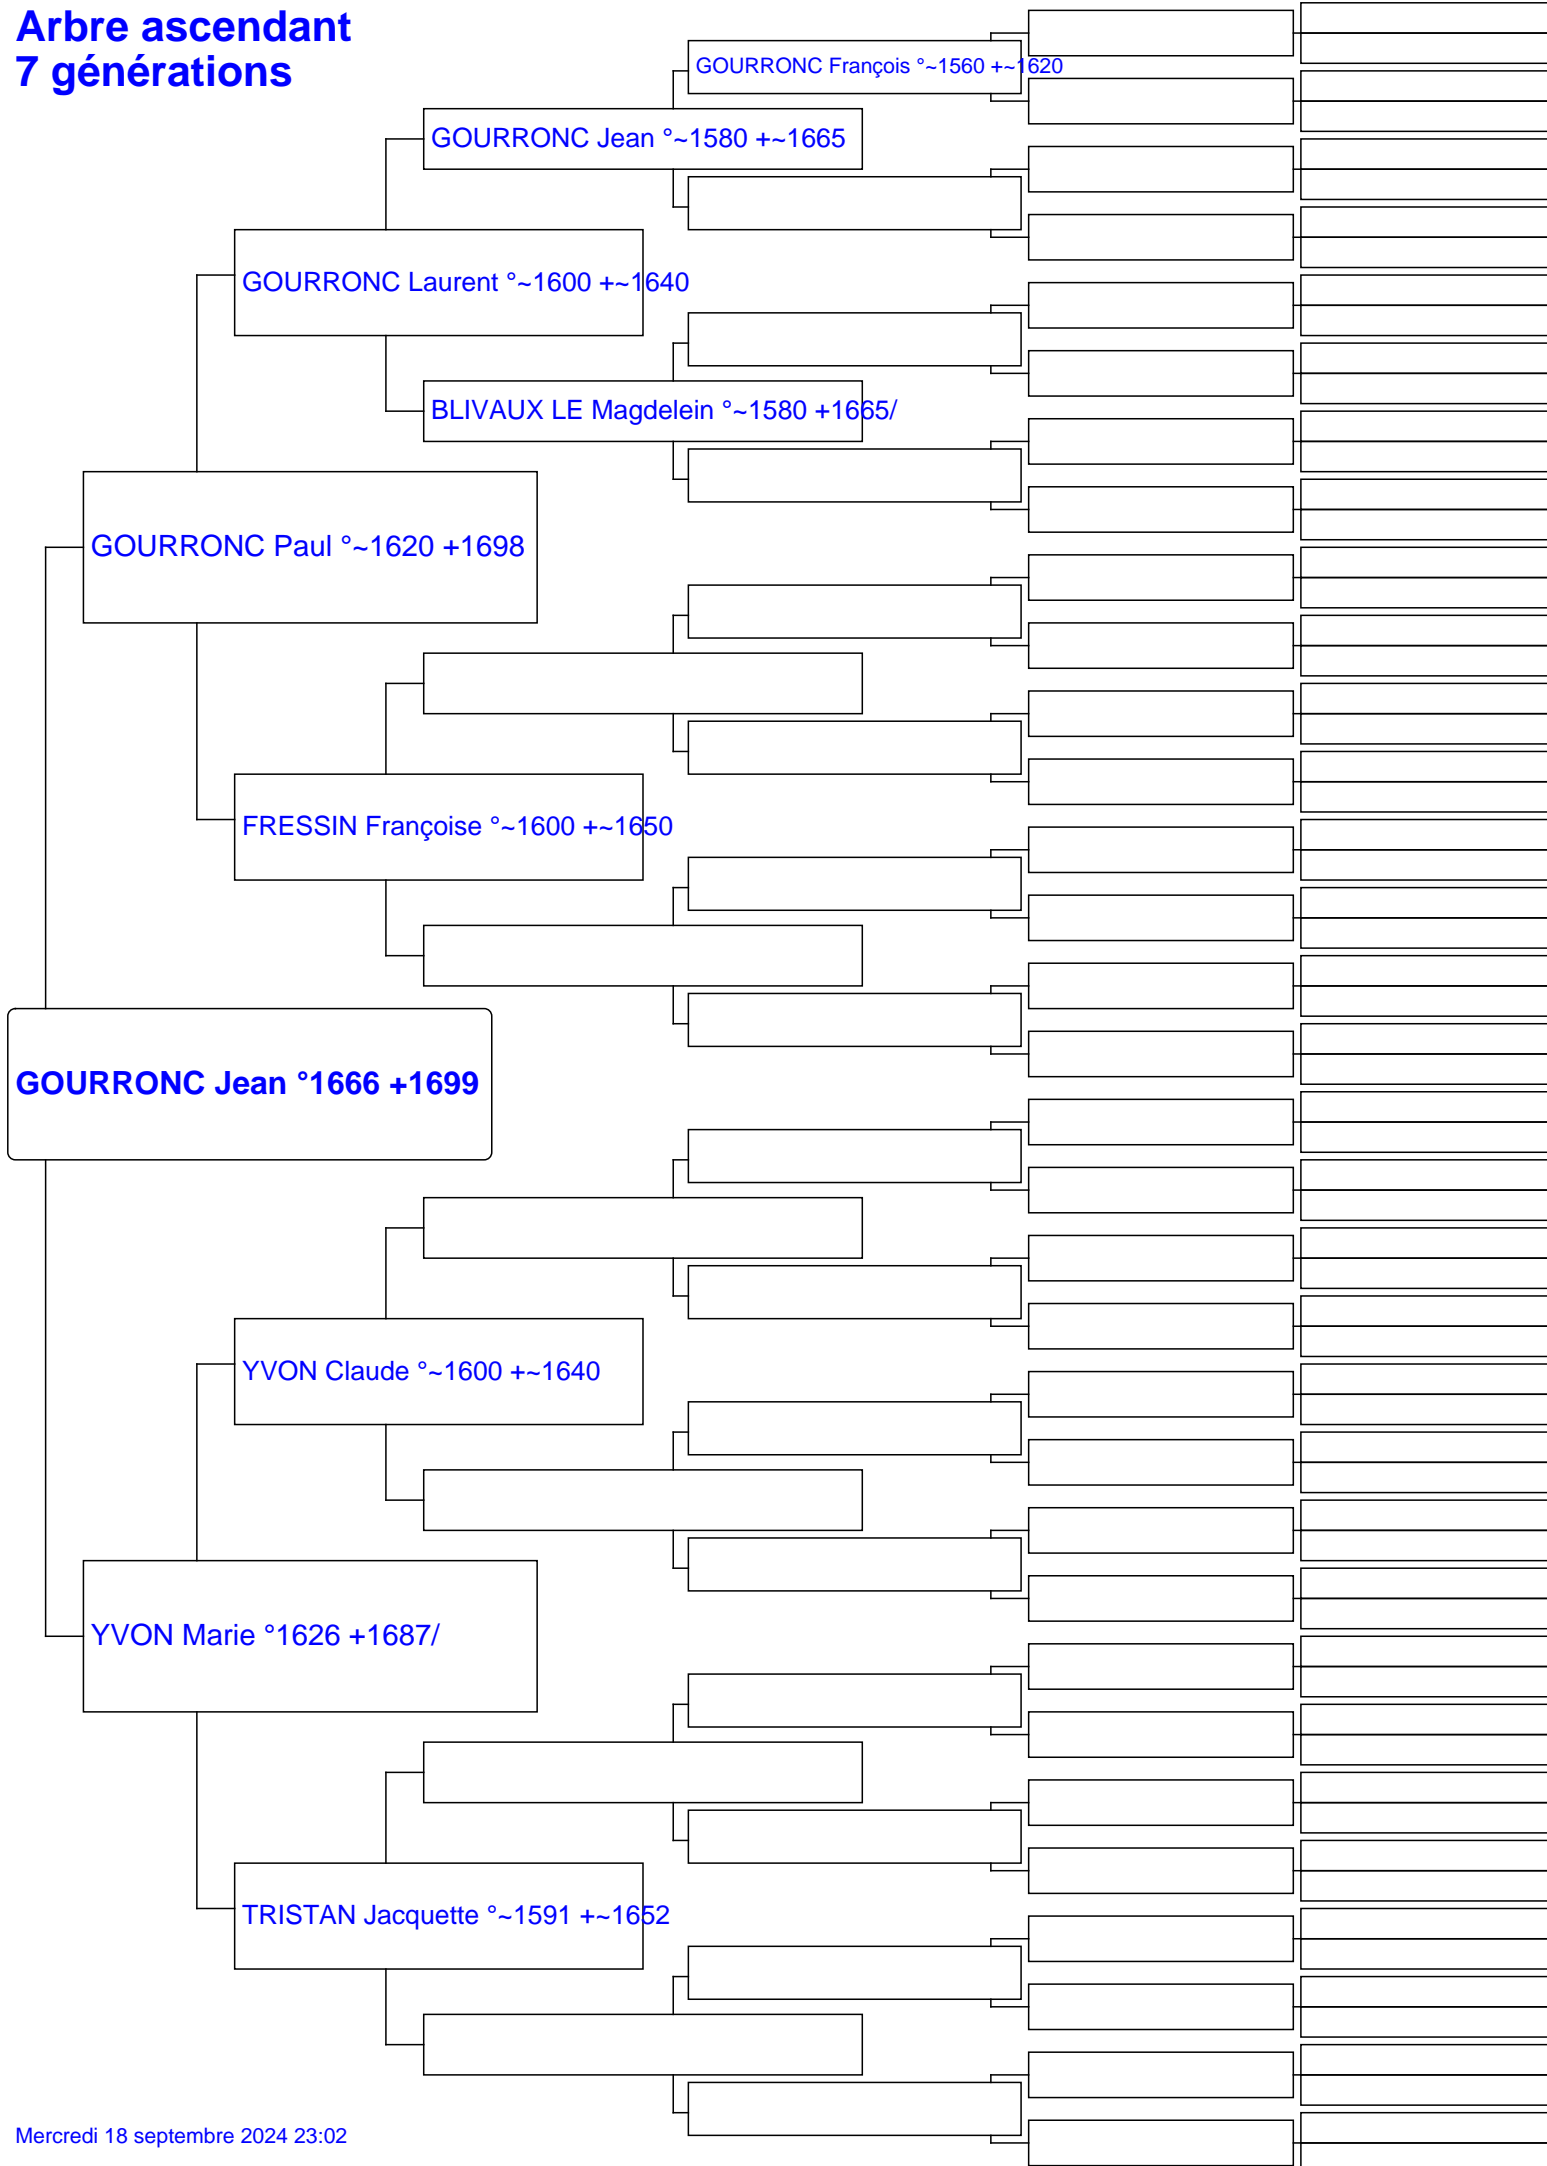 Arbre ascendant
7 générations
GOURRONC François °~1560 +~1620
GOURRONC Jean °~1580 +~1665
GOURRONC Laurent °~1600 +~1640
BLIVAUX LE Magdelein °~1580 +1665/
GOURRONC Paul °~1620 +1698
FRESSIN Françoise °~1600 +~1650
GOURRONC Jean °1666 +1699
YVON Claude °~1600 +~1640
YVON Marie °1626 +1687/
TRISTAN Jacquette °~1591 +~1652
Mercredi 18 septembre 2024 23:02